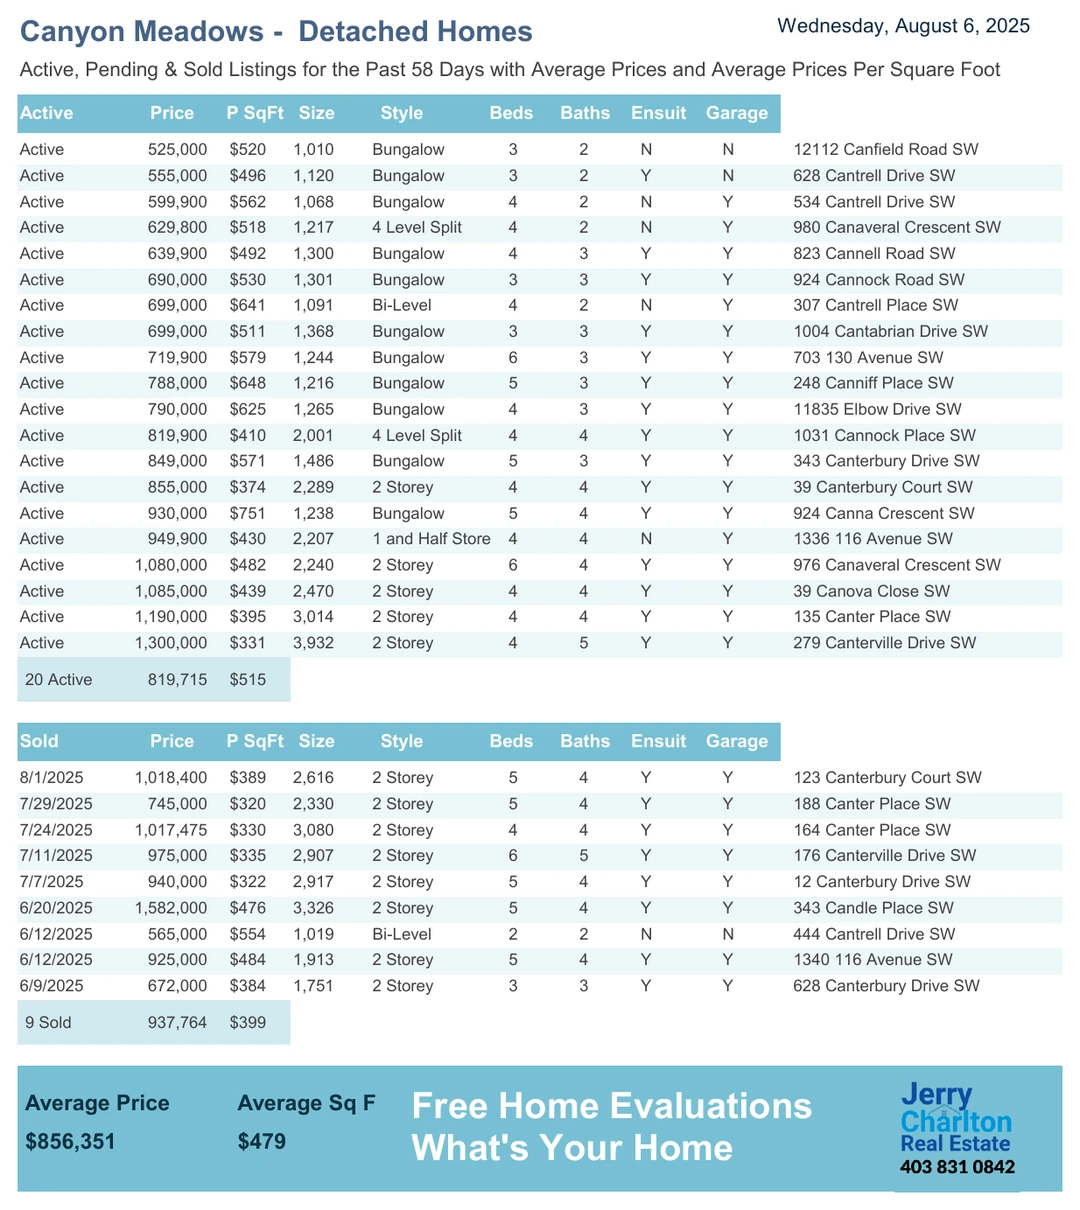 Canyon Meadows - Detached Homes
Wednesday, August 6, 2025
Active, Pending & Sold Listings for the Past 58 Days with Average Prices and Average Prices Per Square Foot
Active Price P SqFt Size Style Beds Baths Ensuit Garage
Active 525,000 $520 1,010 Bungalow 3 2 N N 12112 Canfield Road SW
Active 555,000 $496 1,120 Bungalow 3 2 Y N 628 Cantrell Drive SW
Active 599,900 $562 1,068 Bungalow 4 2 N Y 534 Cantrell Drive SW
Active 629,800 $518 1,217 4 Level Split 4 2 N Y 980 Canaveral Crescent SW
Active 639,900 $492 1,300 Bungalow 4 3 Y Y 823 Cannell Road SW
Active 690,000 $530 1,301 Bungalow 3 3 Y Y 924 Cannock Road SW
Active 699,000 $641 1,091 Bi-Level 4 2 N Y 307 Cantrell Place SW
Active 699,000 $511 1,368 Bungalow 3 3 Y Y 1004 Cantabrian Drive SW
Active 719,900 $579 1,244 Bungalow 6 3 Y Y 703 130 Avenue SW
Active 788,000 $648 1,216 Bungalow 5 3 Y Y 248 Canniff Place SW
Active 790,000 $625 1,265 Bungalow 4 3 Y Y 11835 Elbow Drive SW
Active 819,900 $410 2,001 4 Level Split 4 4 Y Y 1031 Cannock Place SW
Active 849,000 $571 1,486 Bungalow 5 3 Y Y 343 Canterbury Drive SW
Active 855,000 $374 2,289 2 Storey 4 4 Y Y 39 Canterbury Court SW
Active 930,000 $751 1,238 Bungalow 5 4 Y Y 924 Canna Crescent SW
Active 949,900 $430 2,207 1 and Half Store 4 4 N Y 1336 116 Avenue SW
Active 1,080,000 $482 2,240 2 Storey 6 4 Y Y 976 Canaveral Crescent SW
Active 1,085,000 $439 2,470 2 Storey 4 4 Y Y 39 Canova Close SW
Active 1,190,000 $395 3,014 2 Storey 4 4 Y Y 135 Canter Place SW
Active 1,300,000 $331 3,932 2 Storey 4 5 Y Y 279 Canterville Drive SW
20 Active 819,715 $515
Sold Price P SqFt Size Style Beds Baths Ensuit Garage
8/1/2025 1,018,400 $389 2,616 2 Storey 5 4 Y Y 123 Canterbury Court SW
7/29/2025 745,000 $320 2,330 2 Storey 5 4 Y Y 188 Canter Place SW
7/24/2025 1,017,475 $330 3,080 2 Storey 4 4 Y Y 164 Canter Place SW
7/11/2025 975,000 $335 2,907 2 Storey 6 5 Y Y 176 Canterville Drive SW
7/7/2025 940,000 $322 2,917 2 Storey 5 4 Y Y 12 Canterbury Drive SW
6/20/2025 1,582,000 $476 3,326 2 Storey 5 4 Y Y 343 Candle Place SW
6/12/2025 565,000 $554 1,019 Bi-Level 2 2 N N 444 Cantrell Drive SW
6/12/2025 925,000 $484 1,913 2 Storey 5 4 Y Y 1340 116 Avenue SW
6/9/2025 672,000 $384 1,751 2 Storey 3 3 Y Y 628 Canterbury Drive SW
9 Sold 937,764 $399
Average Price Average Sq F
$856,351 $479
Free Home Evaluations
What's Your Home
Jerry
Charlton
Real Estate
403 831 0842